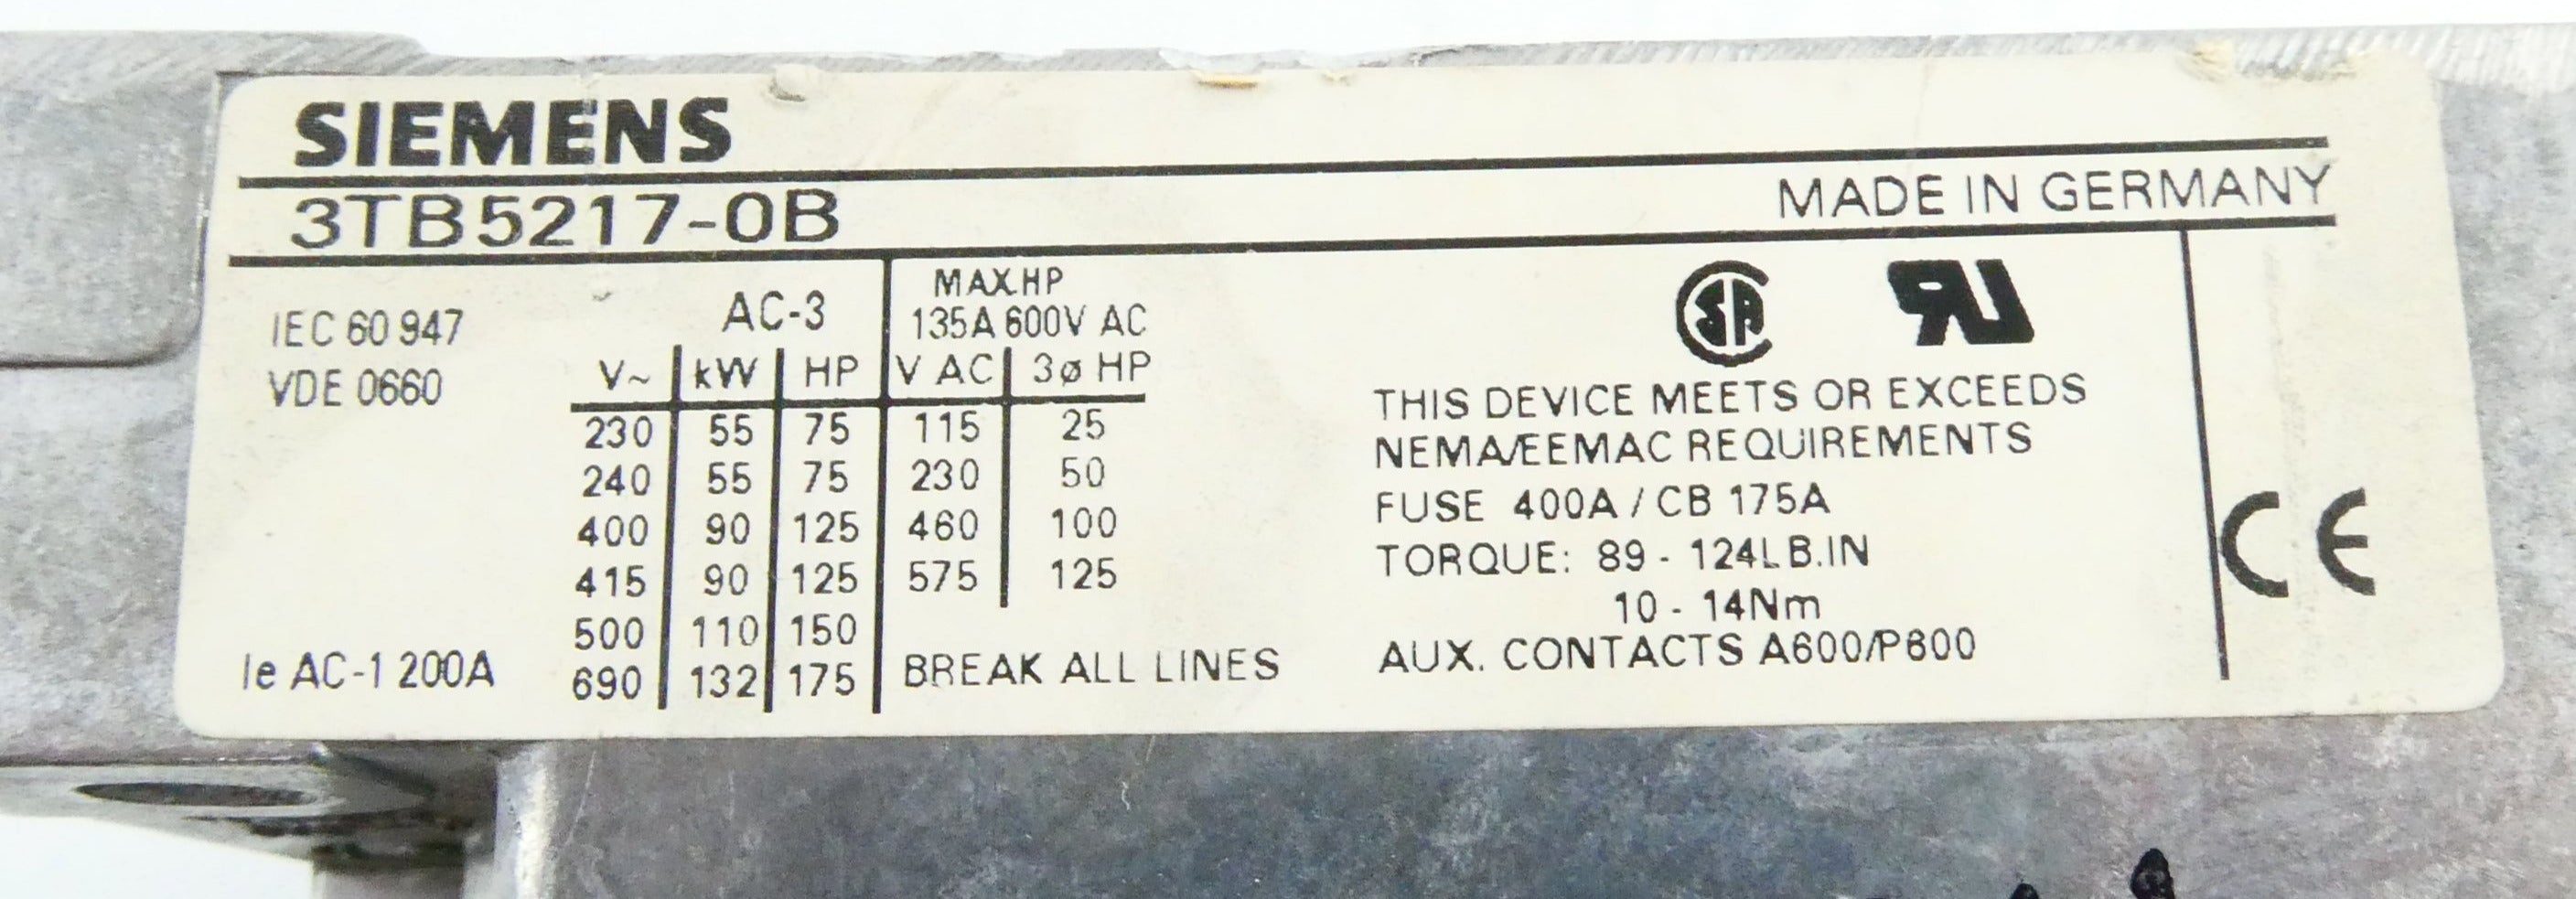 SIEMENS
3TB5217-0B
MADE IN GERMANY
IEC 60 947
VDE 0660
Ie AC-1 200A
AC-3
V~ kW HP
230 55 75
240 55 75
400 90 125
415 90 125
500 110 150
690 132 175
MAX.HP
135A 600V AC
V AC 3ø HP
115 25
230 50
460 100
575 125
BREAK ALL LINES
THIS DEVICE MEETS OR EXCEEDS
NEMA/EEMAC REQUIREMENTS
FUSE 400A / CB 175A
TORQUE: 89 - 124LB.IN
10 - 14Nm
AUX. CONTACTS A600/P600
CE